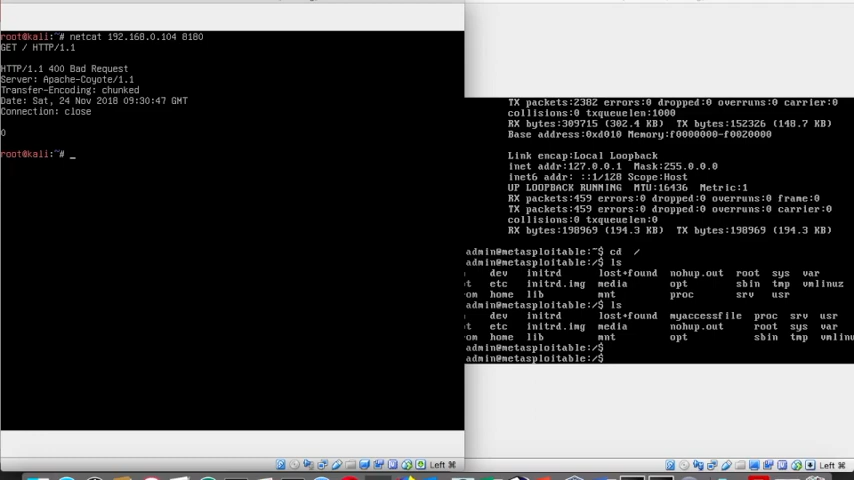 root@kali:~# netcat 192.168.0.104 8180
GET / HTTP/1.1
HTTP/1.1 400 Bad Request
Server: Apache-Coyote/1.1
Transfer-Encoding: chunked
Date: Sat, 24 Nov 2018 09:30:47 GMT
Connection: close
0
root@kali:~# _
TX packets:2382 errors:0 dropped:0 overruns:0 carrier:0
collisions:0 txqueuelen:1000
RX bytes:309715 (302.4 KB)  TX bytes:152326 (148.7 KB)
Base address:0xd010 Memory:f0000000-f0020000
Link encap:Local Loopback
inet addr:127.0.0.1  Mask:255.0.0.0
inet6 addr: ::1/128 Scope:Host
UP LOOPBACK RUNNING  MTU:16436  Metric:1
RX packets:459 errors:0 dropped:0 overruns:0 frame:0
TX packets:459 errors:0 dropped:0 overruns:0 carrier:0
collisions:0 txqueuelen:0
RX bytes:198969 (194.3 KB)  TX bytes:198969 (194.3 KB)
admin@metasploitable:~$ cd  /
admin@metasploitable:/$ ls
dev initrd lost+found nohup.out root sys var
ot etc initrd.img media opt sbin tmp vmlinuz
om home lib mnt proc srv usr
admin@metasploitable:/$ ls
dev initrd lost+found myaccessfile proc srv usr
ot etc initrd.img media nohup.out root sys var
om home lib mnt opt sbin tmp vmlinu
admin@metasploitable:/$
admin@metasploitable:/$
Left ⌘
Left ⌘